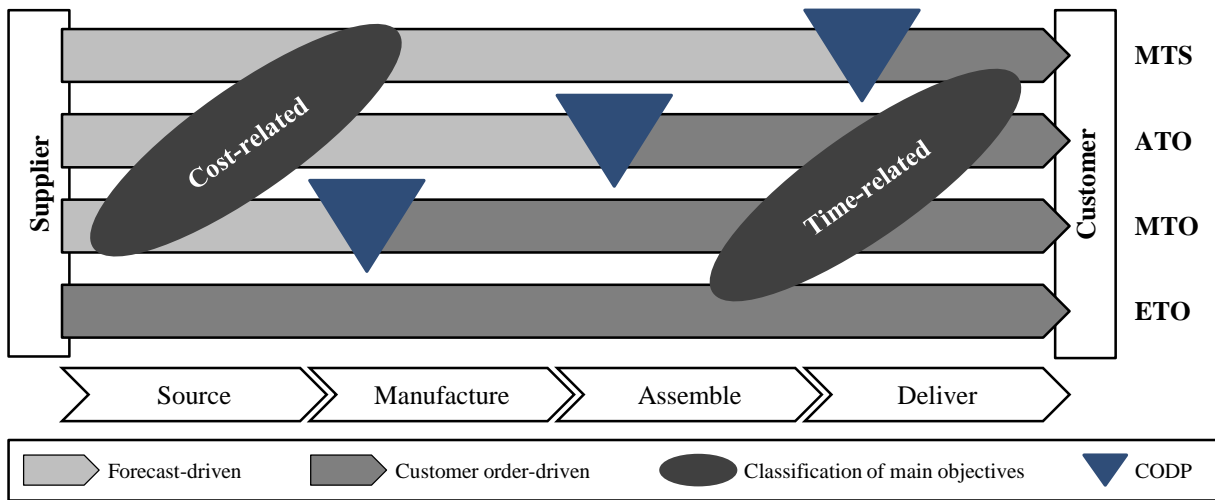 Supplier
Cost-related
Time-related
Customer
MTS
ATO
MTO
ETO
Source
Manufacture
Assemble
Deliver
Forecast-driven
Customer order-driven
Classification of main objectives
CODP